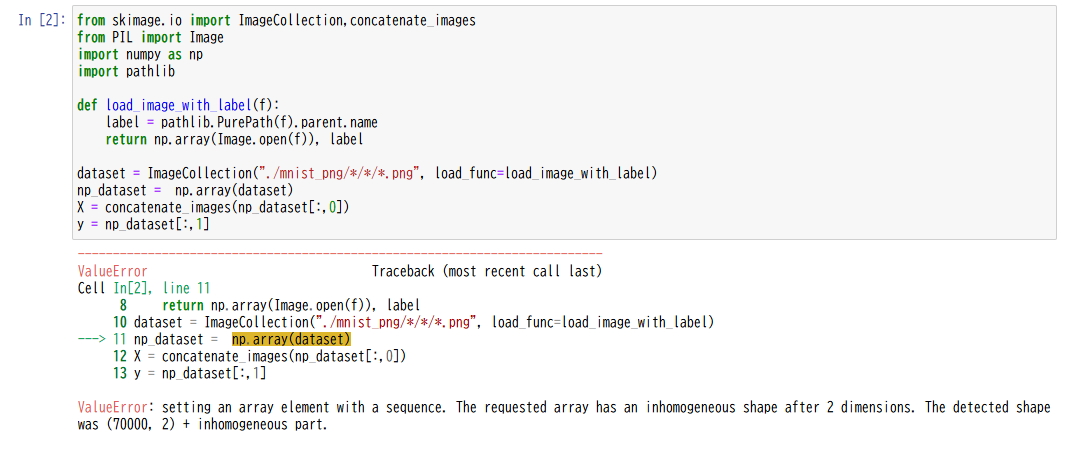 In [2]: from skimage.io import ImageCollection,concatenate_images
from PIL import Image
import numpy as np
import pathlib
def load_image_with_label(f):
    label = pathlib.PurePath(f).parent.name
    return np.array(Image.open(f)), label
dataset = ImageCollection("./mnist_png/*/*/*.png", load_func=load_image_with_label)
np_dataset =  np.array(dataset)
X = concatenate_images(np_dataset[:,0])
y = np_dataset[:,1]
---------------------------------------------------------------------------
ValueError                                Traceback (most recent call last)
Cell In[2], line 11
      8     return np.array(Image.open(f)), label
     10 dataset = ImageCollection("./mnist_png/*/*/*.png", load_func=load_image_with_label)
---> 11 np_dataset =  np.array(dataset)
     12 X = concatenate_images(np_dataset[:,0])
     13 y = np_dataset[:,1]
ValueError: setting an array element with a sequence. The requested array has an inhomogeneous shape after 2 dimensions. The detected shape
was (70000, 2) + inhomogeneous part.